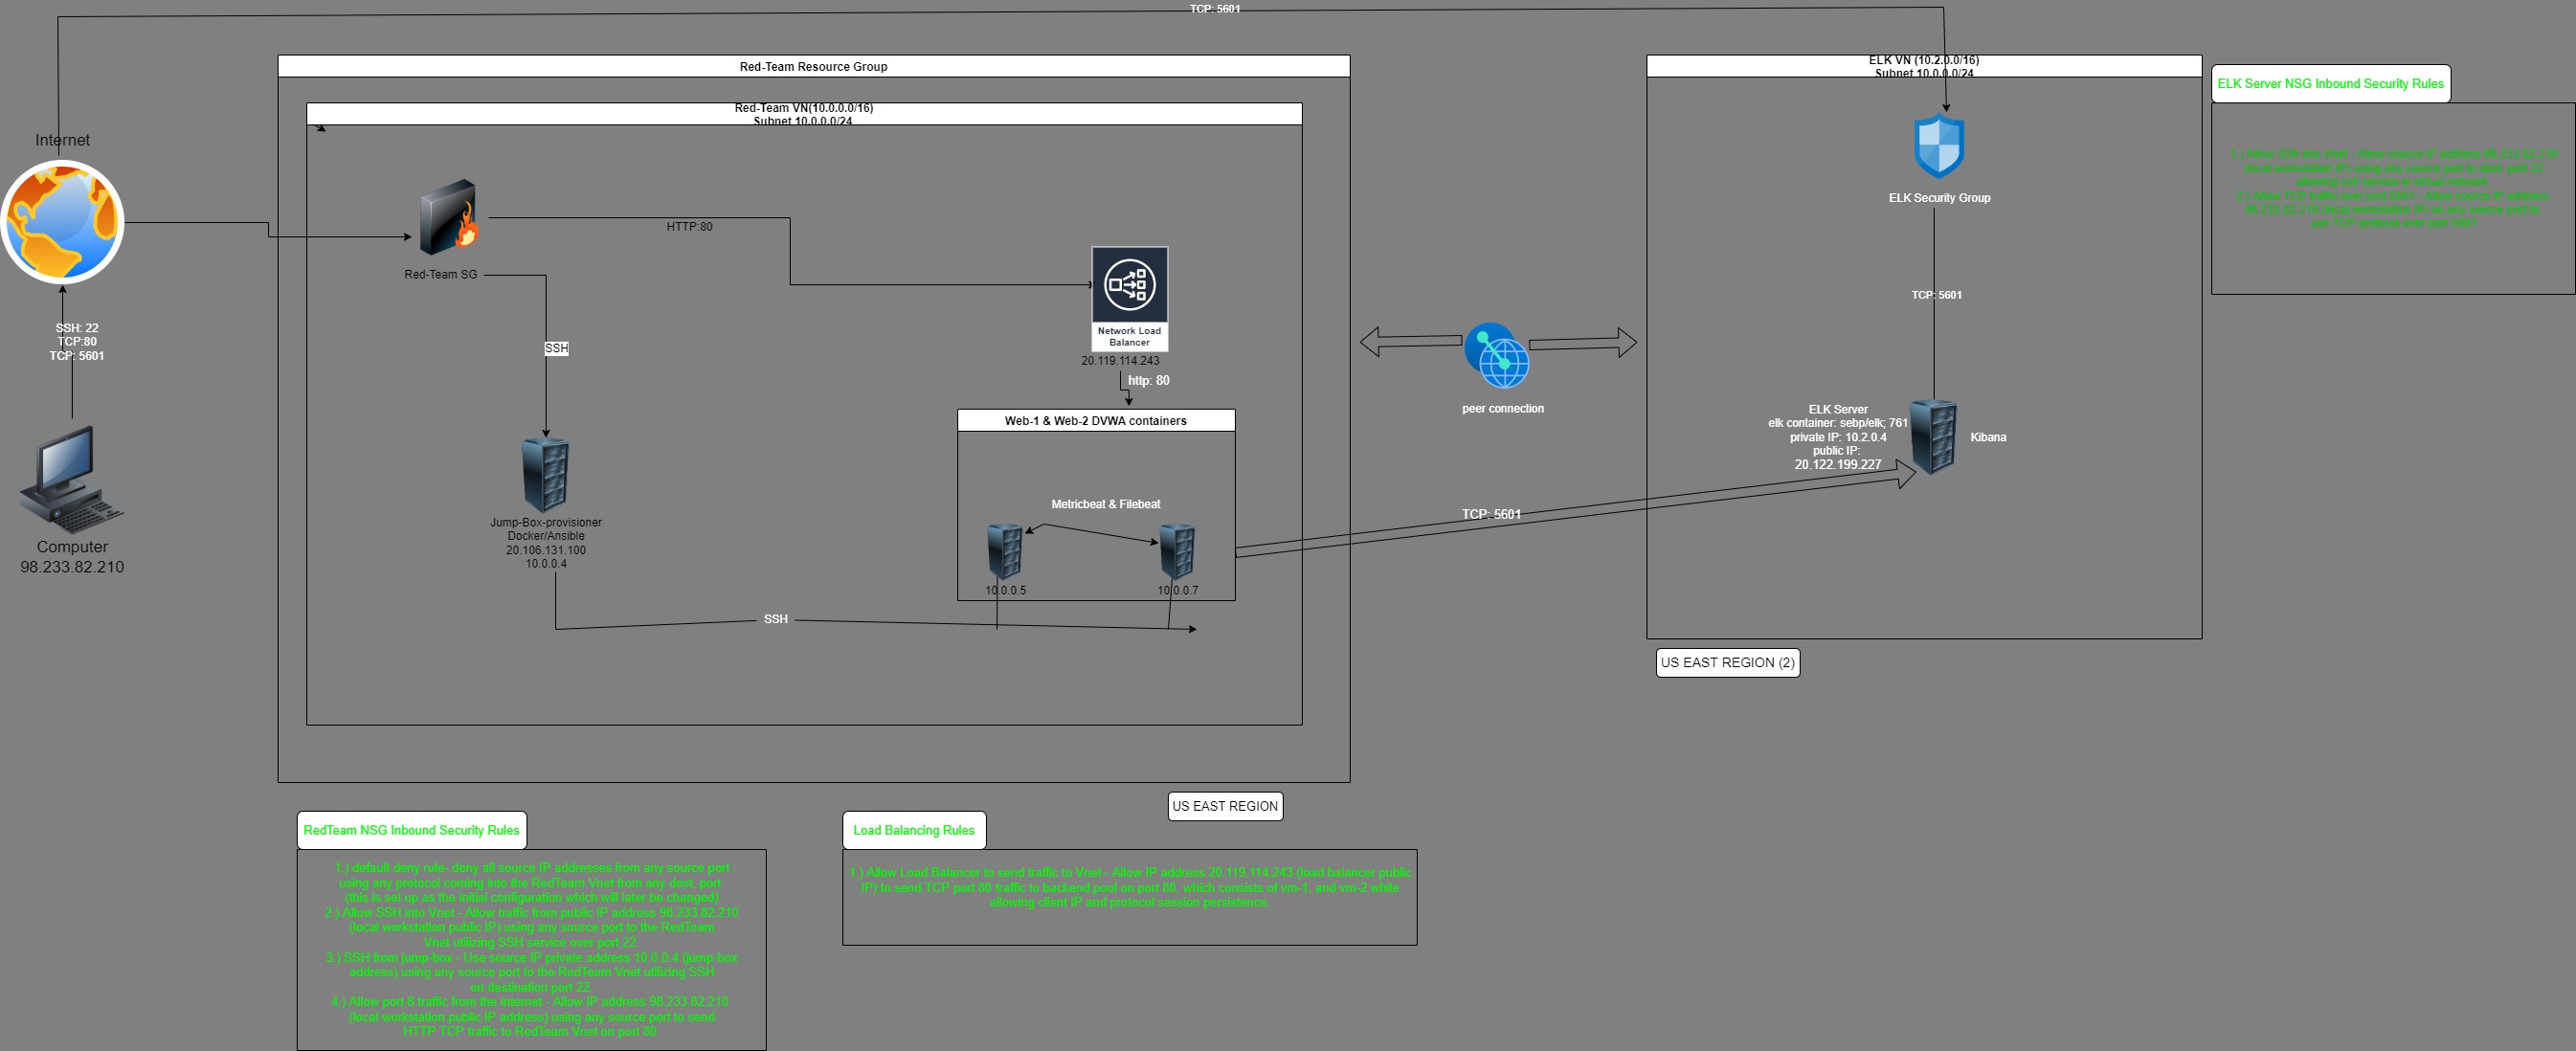 TCP: 5601
Red-Team Resource Group
Red-Team VN(10.0.0.0/16)
Subnet 10.0.0.0/24
ELK VN (10.2.0.0/16)
Subnet 10.0.0.0/24
ELK Server NSG Inbound Security Rules
1.) Allow SSh into Vnet - Allow source IP address 98.233.82.210
(local workstation IP) using any source port to dest. port 22
allowing ssh service in virtual network.
2.) Allow TCP traffic over port 5601 - Allow source IP address
98.233.82.210 (local workstation IP) on any source port to
use TCP protocol over port 5601
Internet
Red-Team SG
HTTP:80
SSH
Network Load
Balancer
20.119.114.243
http: 80
ELK Security Group
TCP: 5601
SSH: 22
TCP:80
TCP: 5601
Computer
98.233.82.210
peer connection
Web-1 & Web-2 DVWA containers
Metricbeat & Filebeat
10.0.0.5
10.0.0.7
Jump-Box-provisioner
Docker/Ansible
20.106.131.100
10.0.0.4
SSH
TCP: 5601
ELK Server
elk container: sebp/elk; 761
private IP: 10.2.0.4
public IP:
20.122.199.227
Kibana
US EAST REGION (2)
US EAST REGION
RedTeam NSG Inbound Security Rules
1.) default deny rule- deny all source IP addresses from any source port
using any protocol coming into the RedTeam Vnet from any dest. port.
(this is set up as the initial configuration which will later be changed)
2.) Allow SSH into Vnet - Allow traffic from public IP address 98.233.82.210
(local workstation public IP) using any source port to the RedTeam
Vnet utilizing SSH service over port 22.
3.) SSH from jump-box - Use source IP private address 10.0.0.4 (jump-box
address) using any source port to the RedTeam Vnet utilizing SSH
on destination port 22.
4.) Allow port 8 traffic from the internet - Allow IP address 98.233.82.210
(local workstation public IP address) using any source port to send
HTTP TCP traffic to RedTeam Vnet on port 80
Load Balancing Rules
1.) Allow Load Balancer to send traffic to Vnet - Allow IP address 20.119.114.243 (load balancer public
IP) to send TCP port 80 traffic to backend pool on port 80, which consists of vm-1, and vm-2 while
allowing client IP and protocol session persistence.